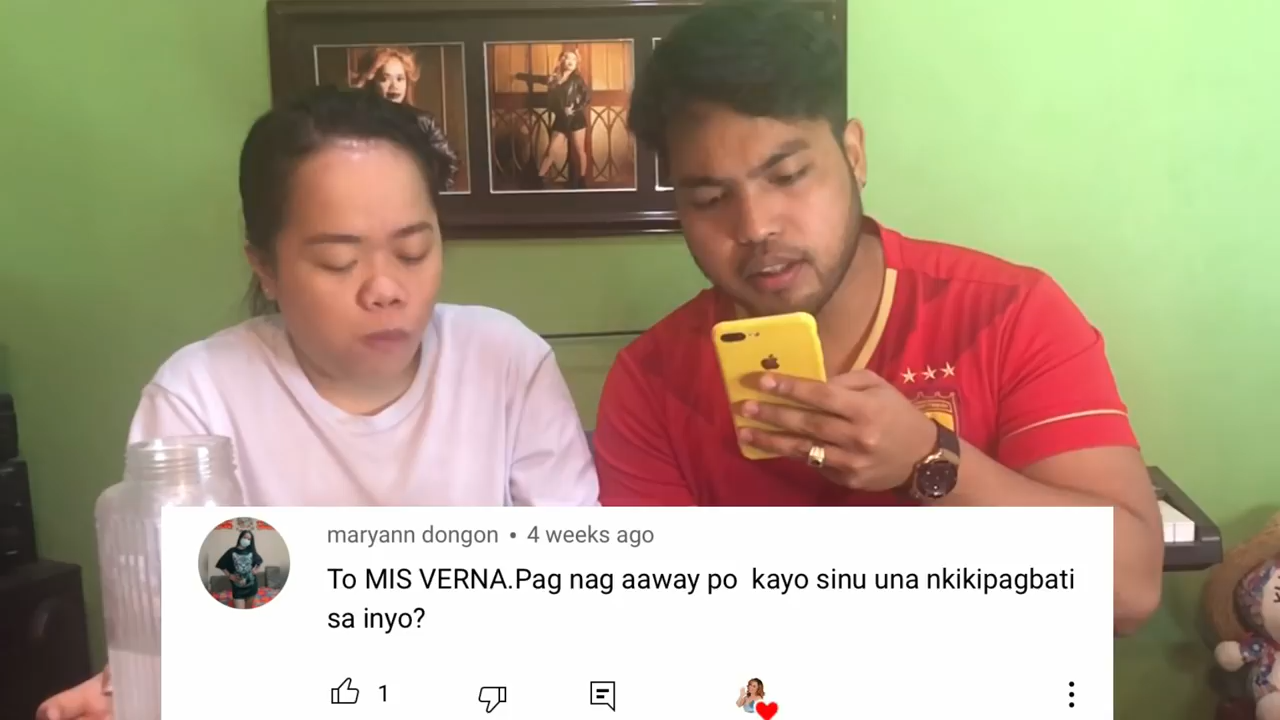 maryann dongon • 4 weeks ago
To MIS VERNA.Pag nag aaway po  kayo sinu una nkikipagbati
sa inyo?
1